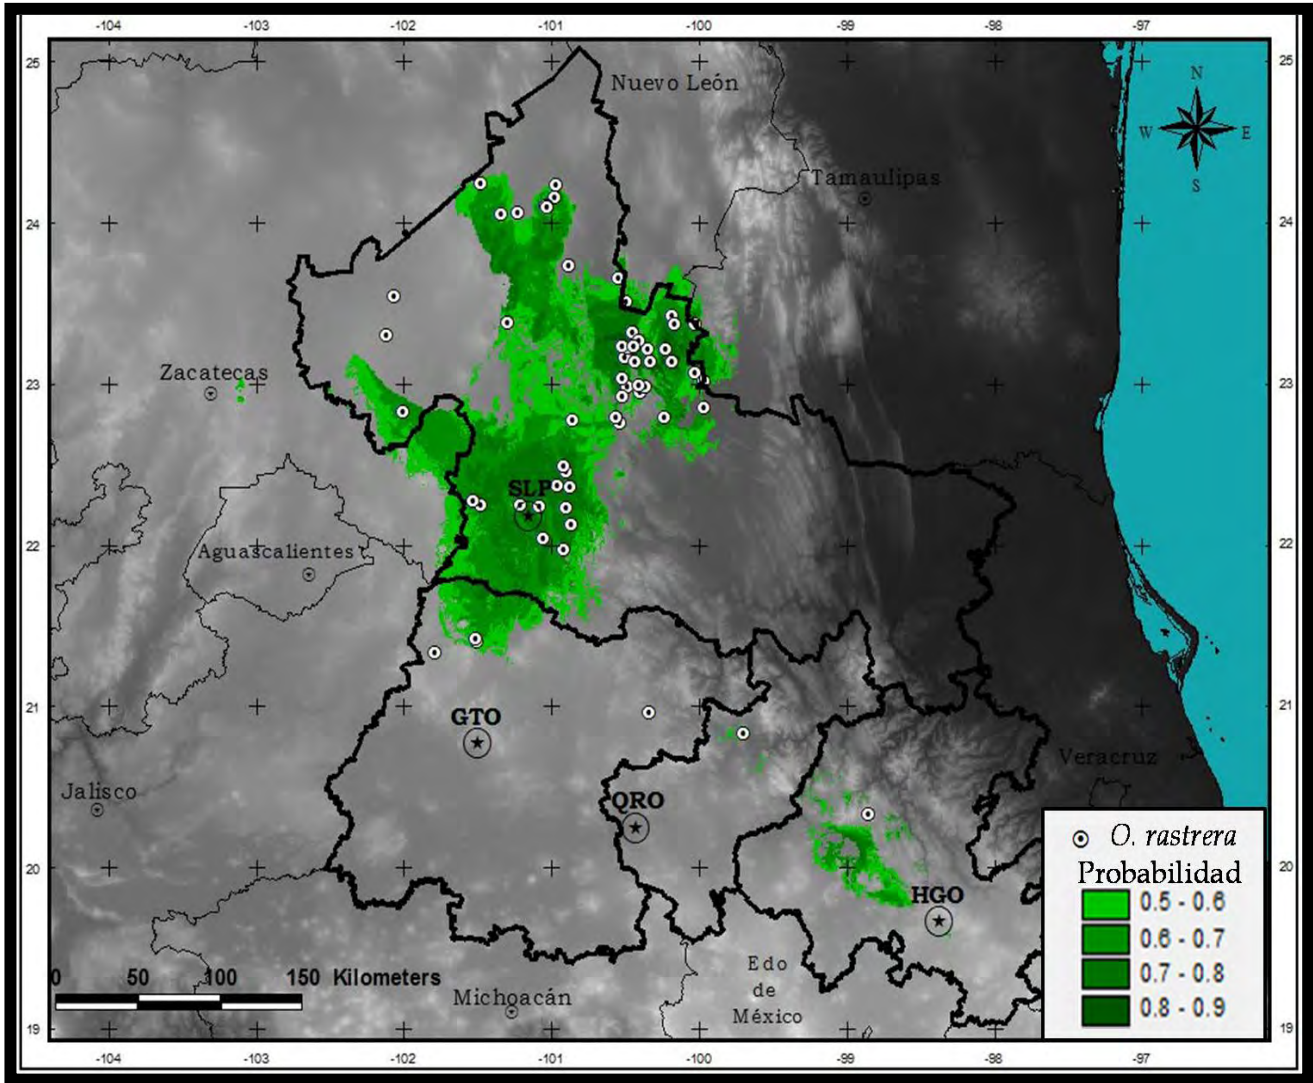 -104 -103 -102 -101 -100 -99 -98 -97
25 25
Nuevo León
N
W E
S
Tamaulipas
24 24
Zacatecas
23 23
SLP
22 22
Aguascalientes
21 21
GTO
Veracruz
Jalisco
QRO
20 20
HGO
O. rastrera
Probabilidad
0.5 - 0.6
0.6 - 0.7
0.7 - 0.8
0.8 - 0.9
0 50 100 150 Kilometers
Michoacán
Edo
de
México
19 19
-104 -103 -102 -101 -100 -99 -98 -97